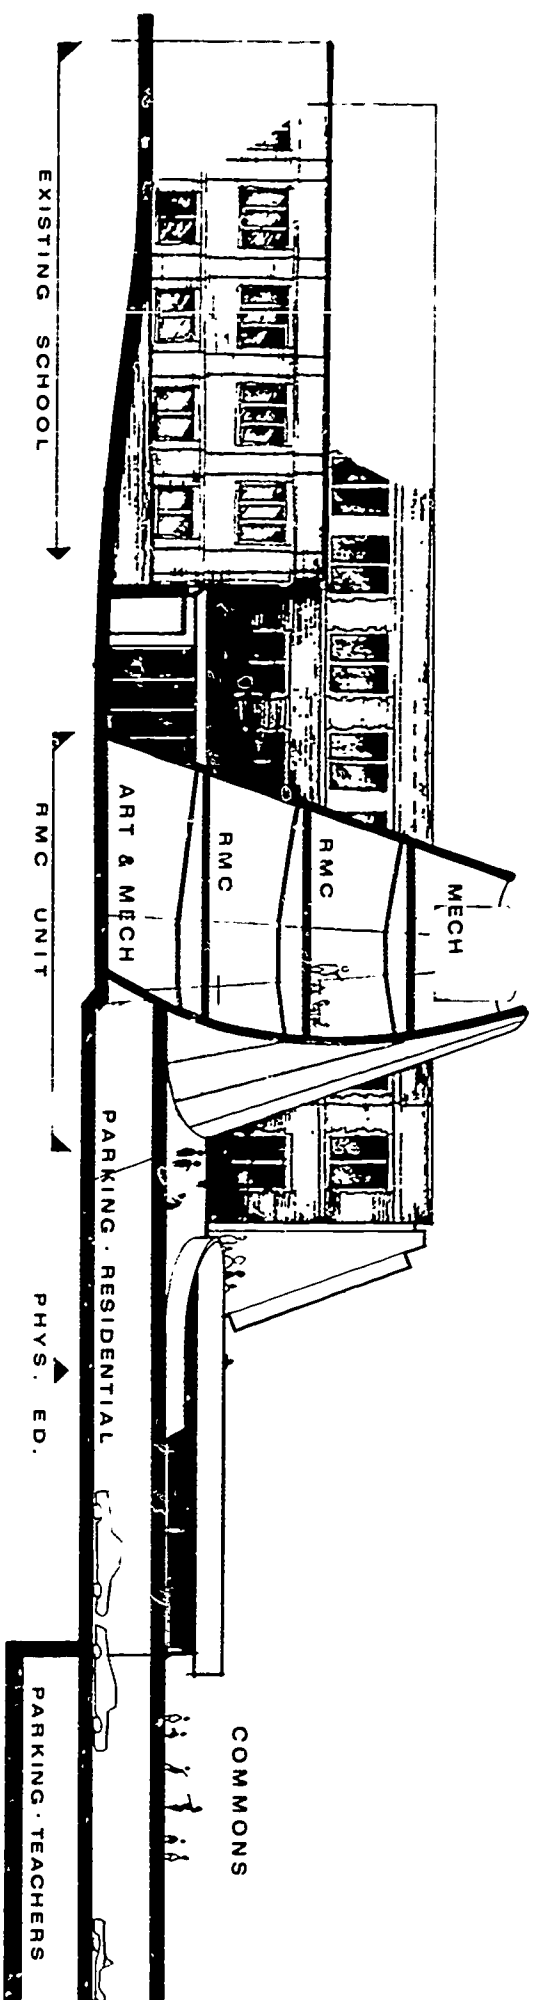 EXISTING SCHOOL
RMC UNIT
PHYS. ED.
MECH
RMC
RMC
ART & MECH
PARKING · RESIDENTIAL
COMMONS
PARKING · TEACHERS